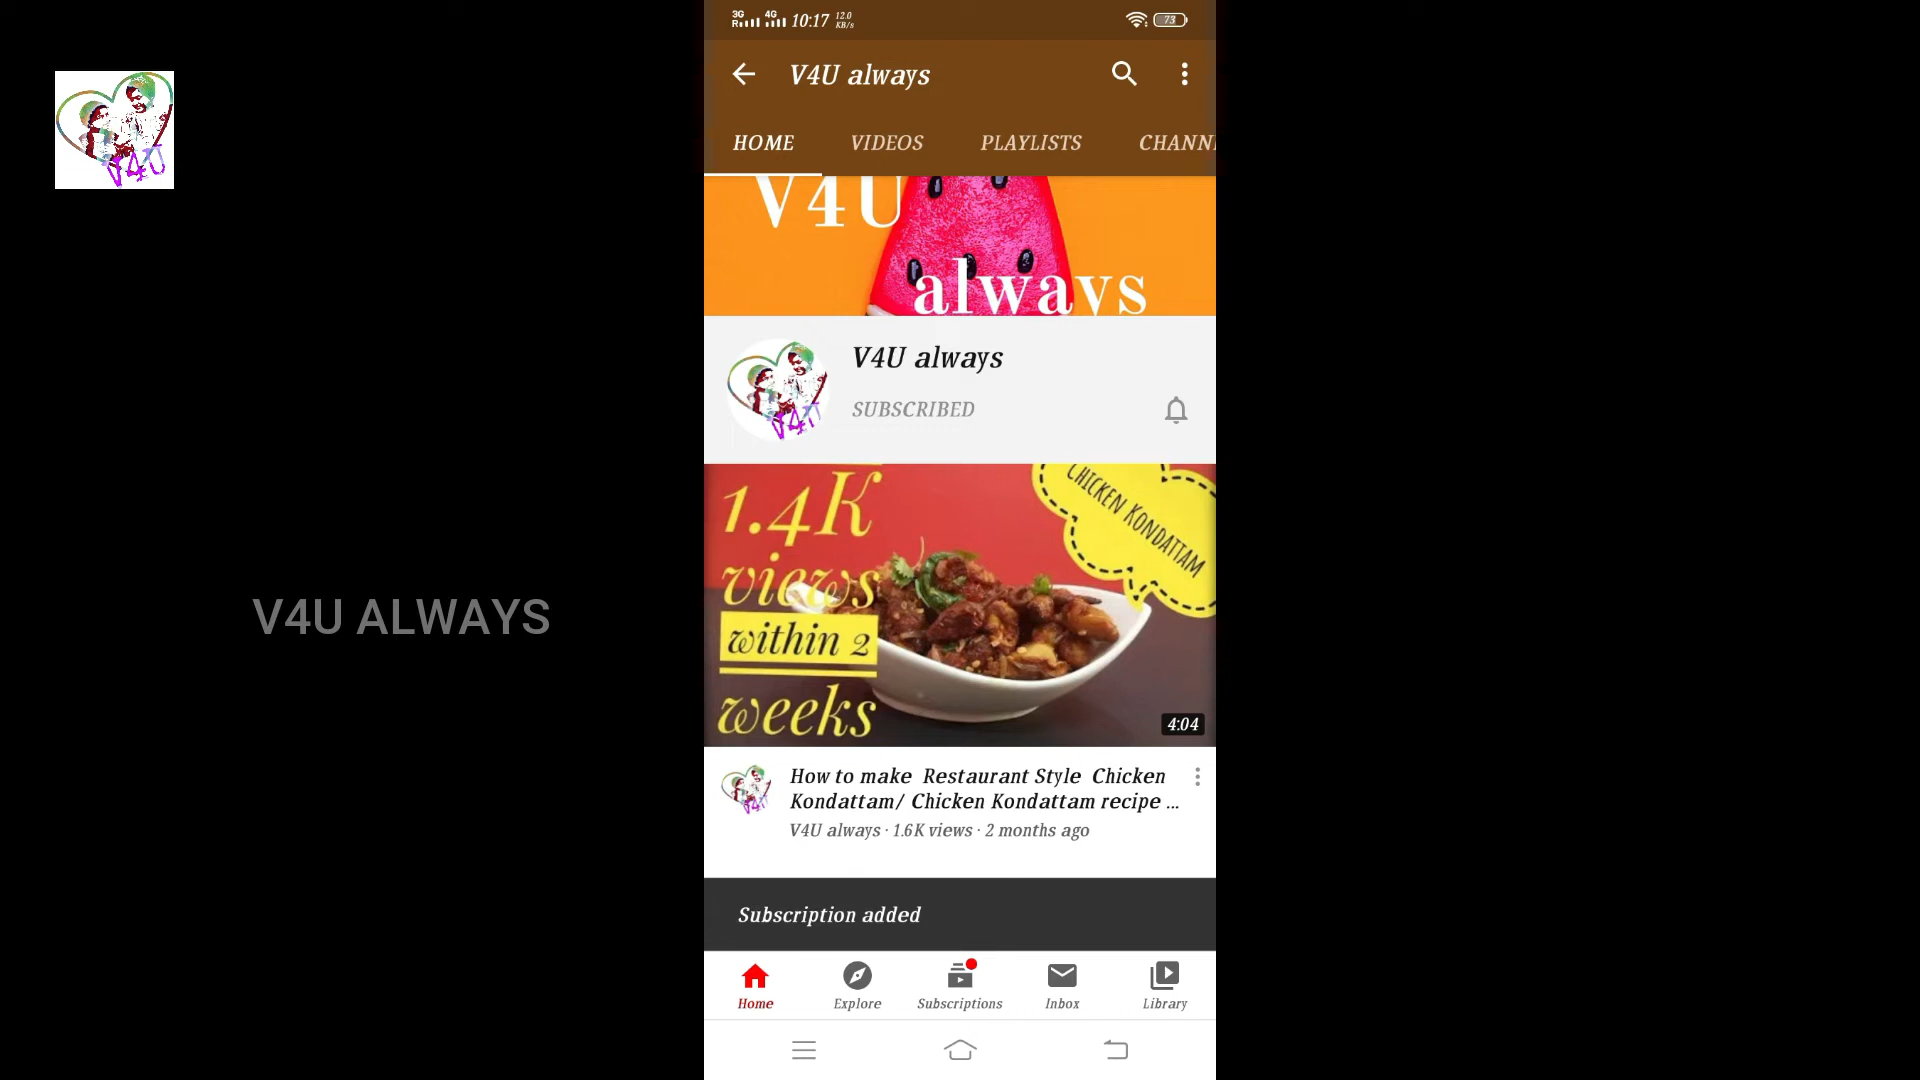 V4U
V4U ALWAYS
3G
R
4G
10:17
12.0
KB/s
73
V4U always
HOME
VIDEOS
PLAYLISTS
CHANN
V4U
always
V4U always
SUBSCRIBED
V4U
1.4K
views
within 2
weeks
CHICKEN KONDATTAM
4:04
How to make Restaurant Style Chicken
Kondattam/ Chicken Kondattam recipe ...
V4U always · 1.6K views · 2 months ago
Subscription added
Home
Explore
Subscriptions
Inbox
Library